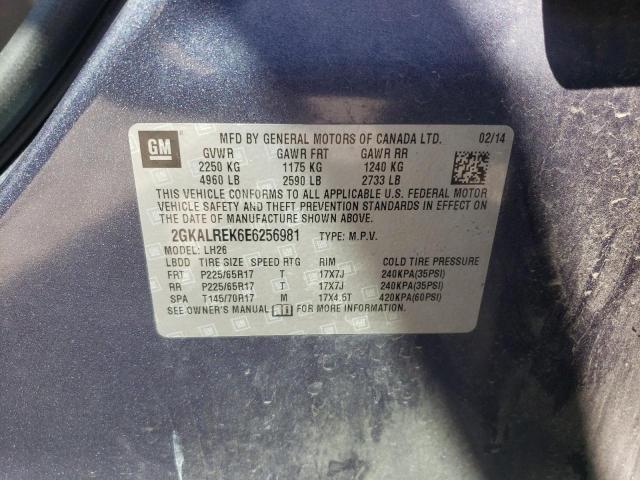 GM
MFD BY GENERAL MOTORS OF CANADA LTD. 02/14
GVWR GAWR FRT GAWR RR
2250 KG 1175 KG 1240 KG
4960 LB 2590 LB 2733 LB
THIS VEHICLE CONFORMS TO ALL APPLICABLE U.S. FEDERAL MOTOR
VEHICLE SAFETY AND THEFT PREVENTION STANDARDS IN EFFECT ON
THE DATE OF MANUFACTURE SHOWN ABOVE.
2GKALREK6E6256981 TYPE: M.P.V.
MODEL: LH26
LBDD TIRE SIZE SPEED RTG RIM COLD TIRE PRESSURE
FRT P225/65R17 T 17X7J 240KPA(35PSI)
RR P225/65R17 T 17X7J 240KPA(35PSI)
SPA T145/70R17 M 17X4.5T 420KPA(60PSI)
SEE OWNER'S MANUAL FOR MORE INFORMATION.